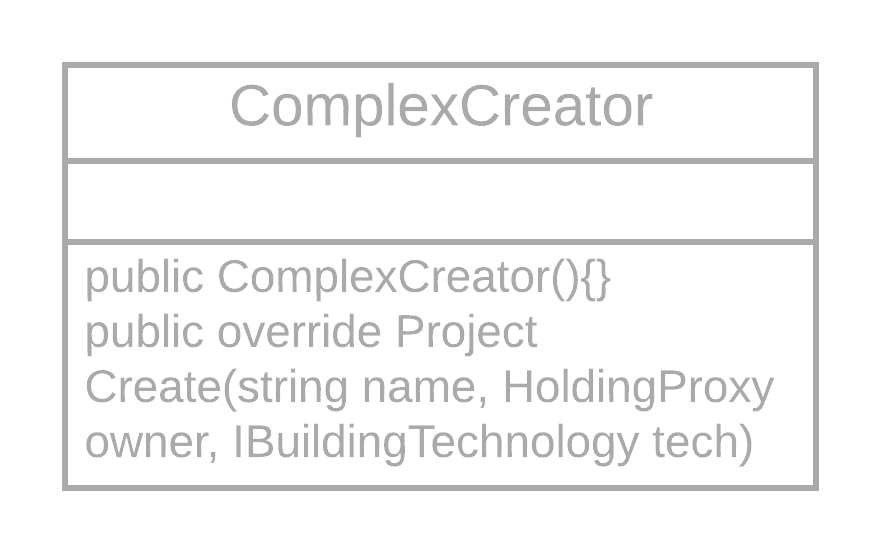 ComplexCreator
public ComplexCreator(){}
public override Project
Create(string name, HoldingProxy
owner, IBuildingTechnology tech)